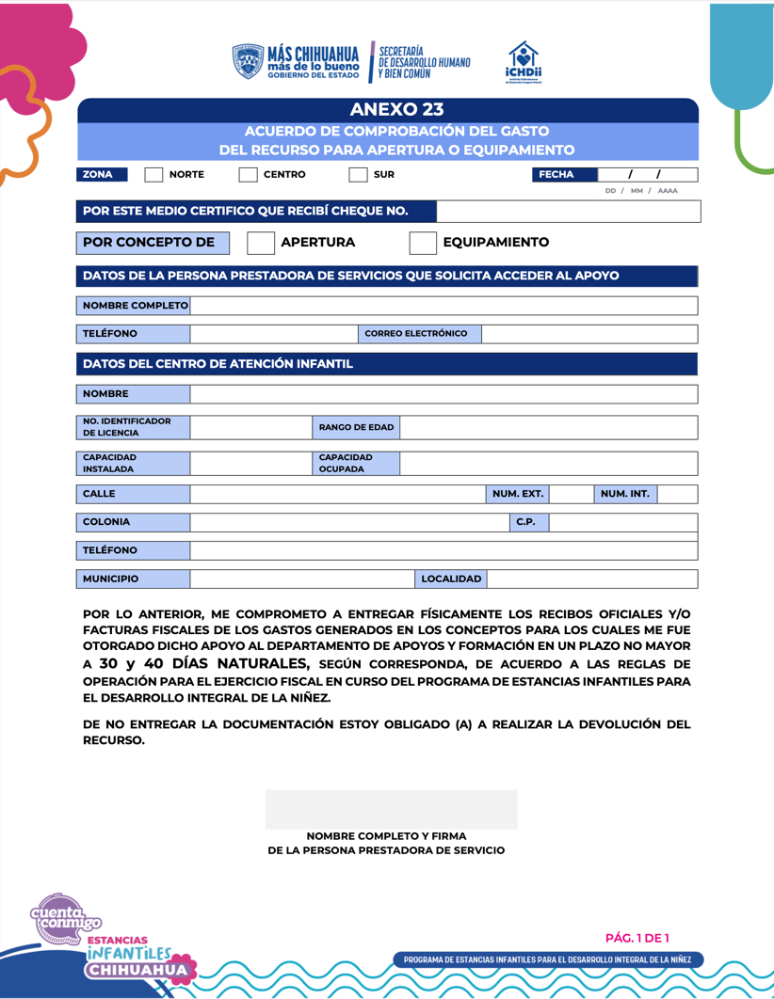 MÁS CHIHUAHUA
más de lo bueno
GOBIERNO DEL ESTADO
SECRETARÍA
DE DESARROLLO HUMANO
Y BIEN COMÚN
iCHDii
Instituto Chihuahuense
de Desarrollo Integral Infantil
ANEXO 23
ACUERDO DE COMPROBACIÓN DEL GASTO
DEL RECURSO PARA APERTURA O EQUIPAMIENTO
ZONA NORTE CENTRO SUR FECHA / /
DD / MM / AAAA
POR ESTE MEDIO CERTIFICO QUE RECIBÍ CHEQUE NO.
POR CONCEPTO DE APERTURA EQUIPAMIENTO
DATOS DE LA PERSONA PRESTADORA DE SERVICIOS QUE SOLICITA ACCEDER AL APOYO
NOMBRE COMPLETO
TELÉFONO CORREO ELECTRÓNICO
DATOS DEL CENTRO DE ATENCIÓN INFANTIL
NOMBRE
NO. IDENTIFICADOR
DE LICENCIA
RANGO DE EDAD
CAPACIDAD
INSTALADA
CAPACIDAD
OCUPADA
CALLE NUM. EXT. NUM. INT.
COLONIA C.P.
TELÉFONO
MUNICIPIO LOCALIDAD
POR LO ANTERIOR, ME COMPROMETO A ENTREGAR FÍSICAMENTE LOS RECIBOS OFICIALES Y/O
FACTURAS FISCALES DE LOS GASTOS GENERADOS EN LOS CONCEPTOS PARA LOS CUALES ME FUE
OTORGADO DICHO APOYO AL DEPARTAMENTO DE APOYOS Y FORMACIÓN EN UN PLAZO NO MAYOR
A 30 y 40 DÍAS NATURALES, SEGÚN CORRESPONDA, DE ACUERDO A LAS REGLAS DE
OPERACIÓN PARA EL EJERCICIO FISCAL EN CURSO DEL PROGRAMA DE ESTANCIAS INFANTILES PARA
EL DESARROLLO INTEGRAL DE LA NIÑEZ.
DE NO ENTREGAR LA DOCUMENTACIÓN ESTOY OBLIGADO (A) A REALIZAR LA DEVOLUCIÓN DEL
RECURSO.
NOMBRE COMPLETO Y FIRMA
DE LA PERSONA PRESTADORA DE SERVICIO
cuenta
conmigo
ESTANCIAS
iNFANTiLES
CHIHUAHUA
PÁG. 1 DE 1
PROGRAMA DE ESTANCIAS INFANTILES PARA EL DESARROLLO INTEGRAL DE LA NIÑEZ